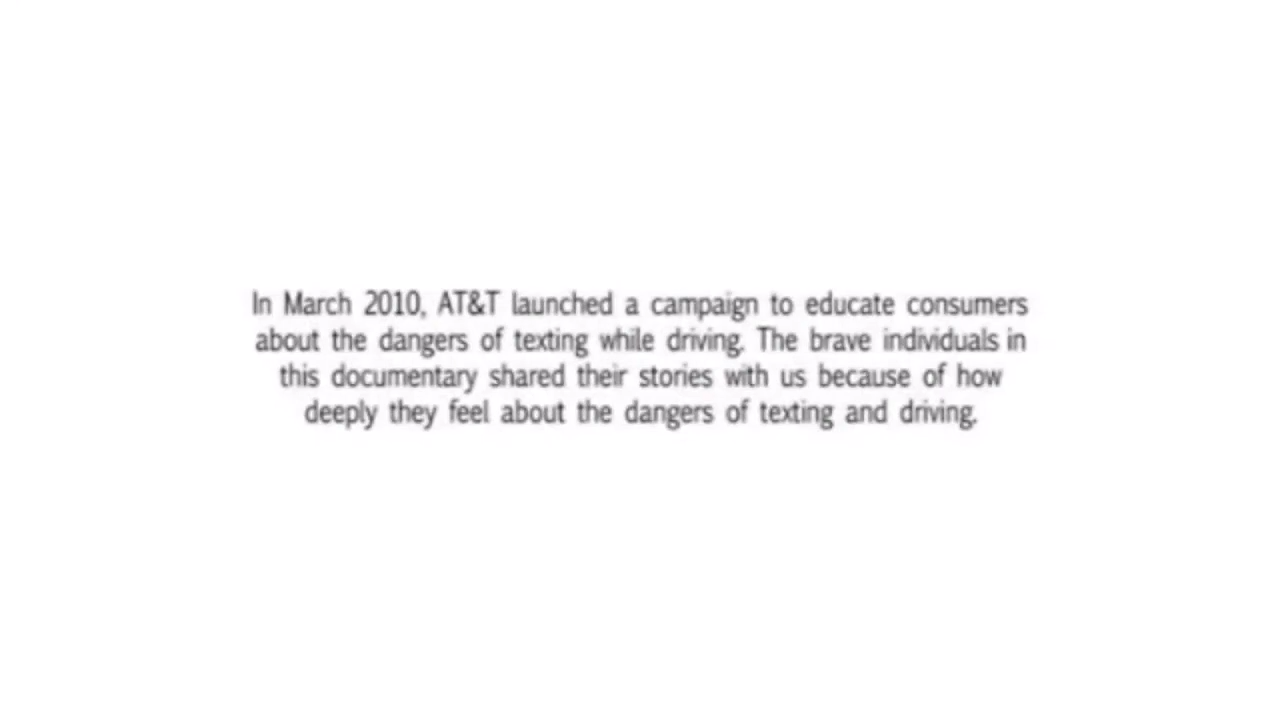 In March 2010, AT&T launched a campaign to educate consumers
about the dangers of texting while driving. The brave individuals in
this documentary shared their stories with us because of how
deeply they feel about the dangers of texting and driving.